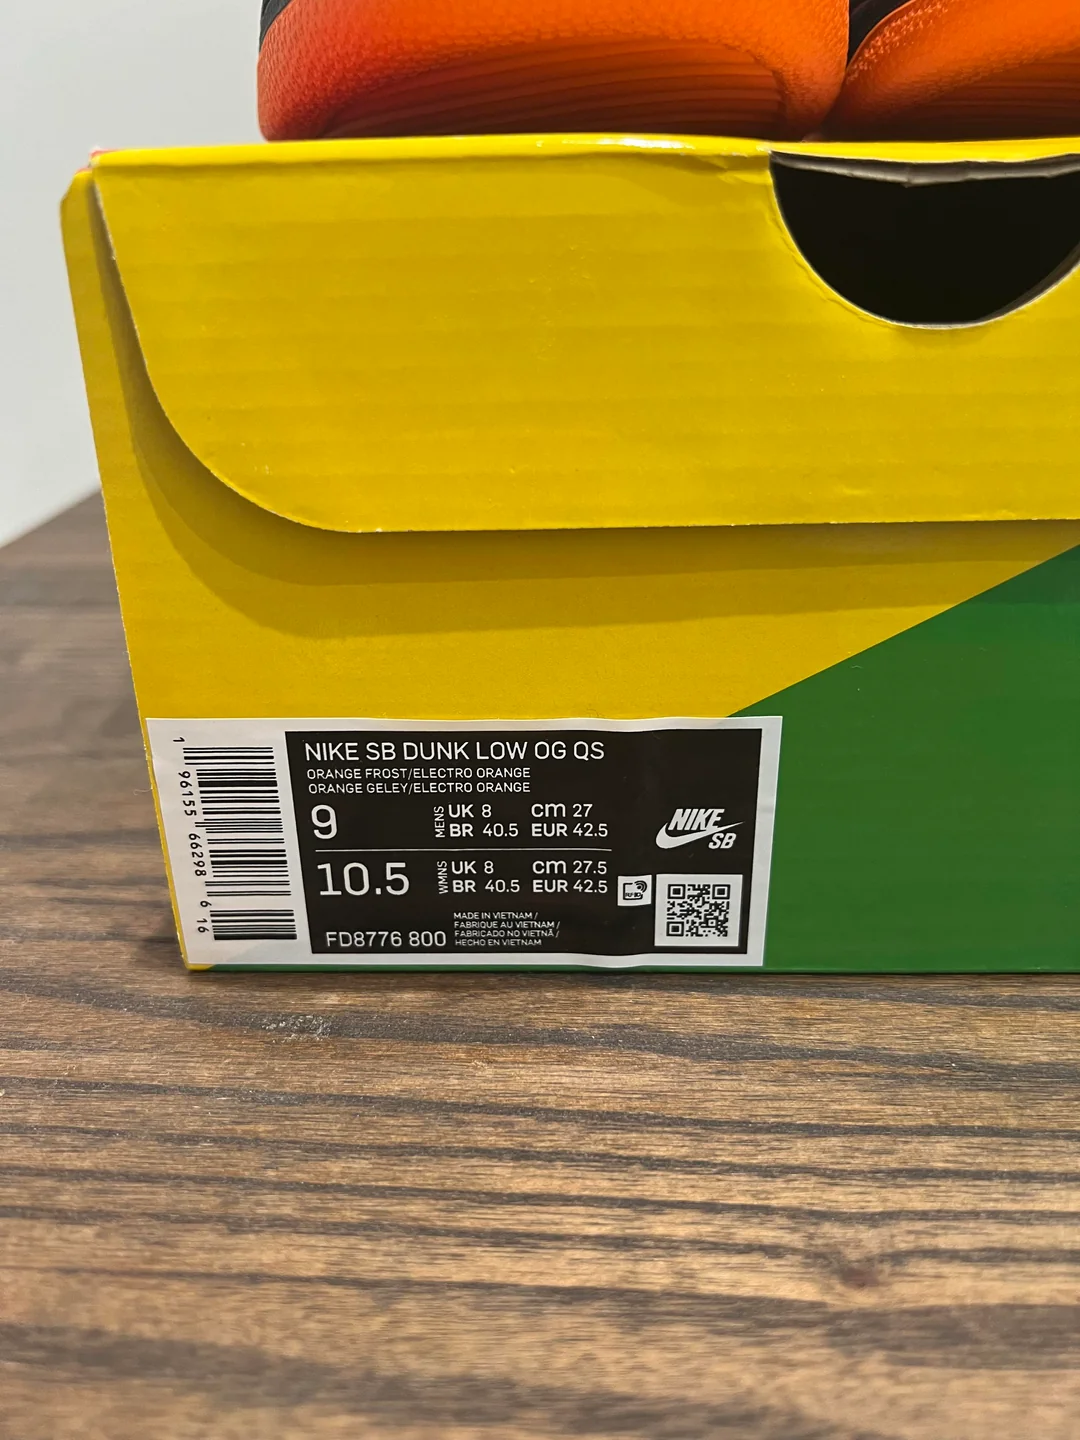 NIKE SB DUNK LOW OG QS
ORANGE FROST/ELECTRO ORANGE
ORANGE GELEY/ELECTRO ORANGE
9 MENS UK 8 cm 27
BR 40.5 EUR 42.5
10.5 WMNS UK 8 cm 27.5
BR 40.5 EUR 42.5
FD8776 800
MADE IN VIETNAM /
FABRIQUE AU VIETNAM /
FABRICADO NO VIETNÃ /
HECHO EN VIETNAM
NIKE
SB
1 96155 66298 6 16